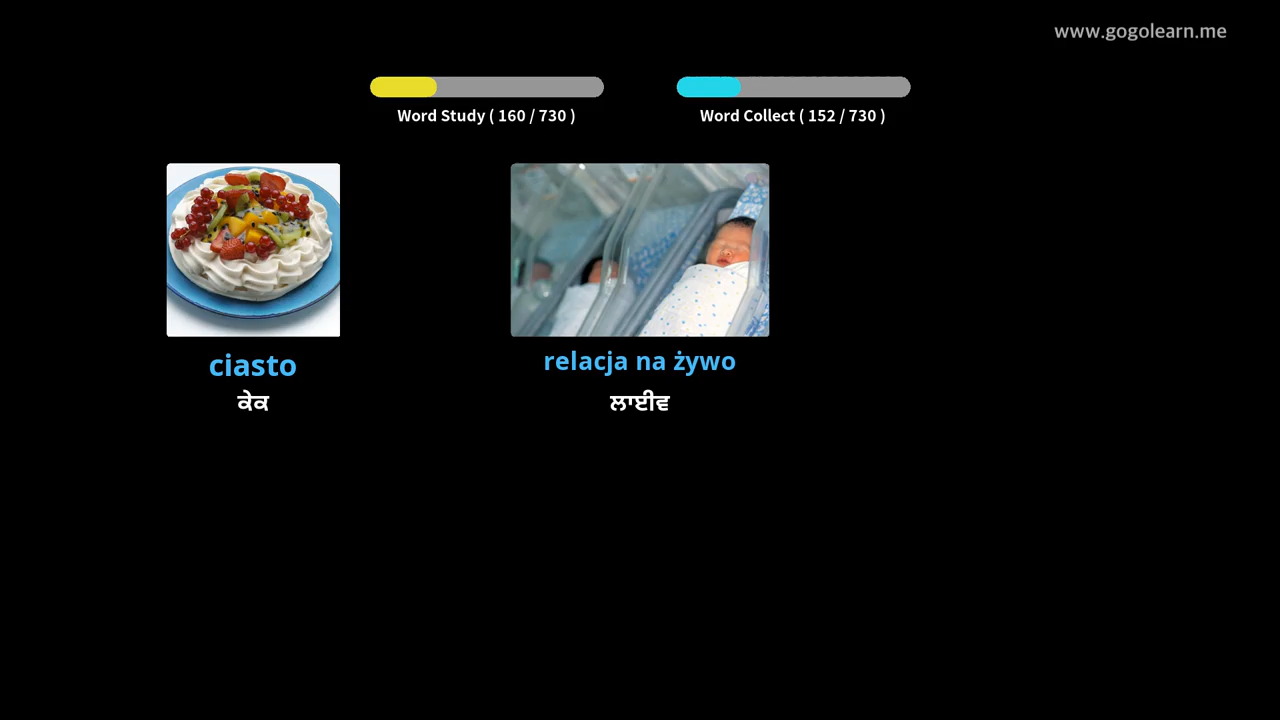 www.gogolearn.me
Word Study ( 160 / 730 )
Word Collect ( 152 / 730 )
ciasto
ਕੇਕ
relacja na żywo
ਲਾਈਵ